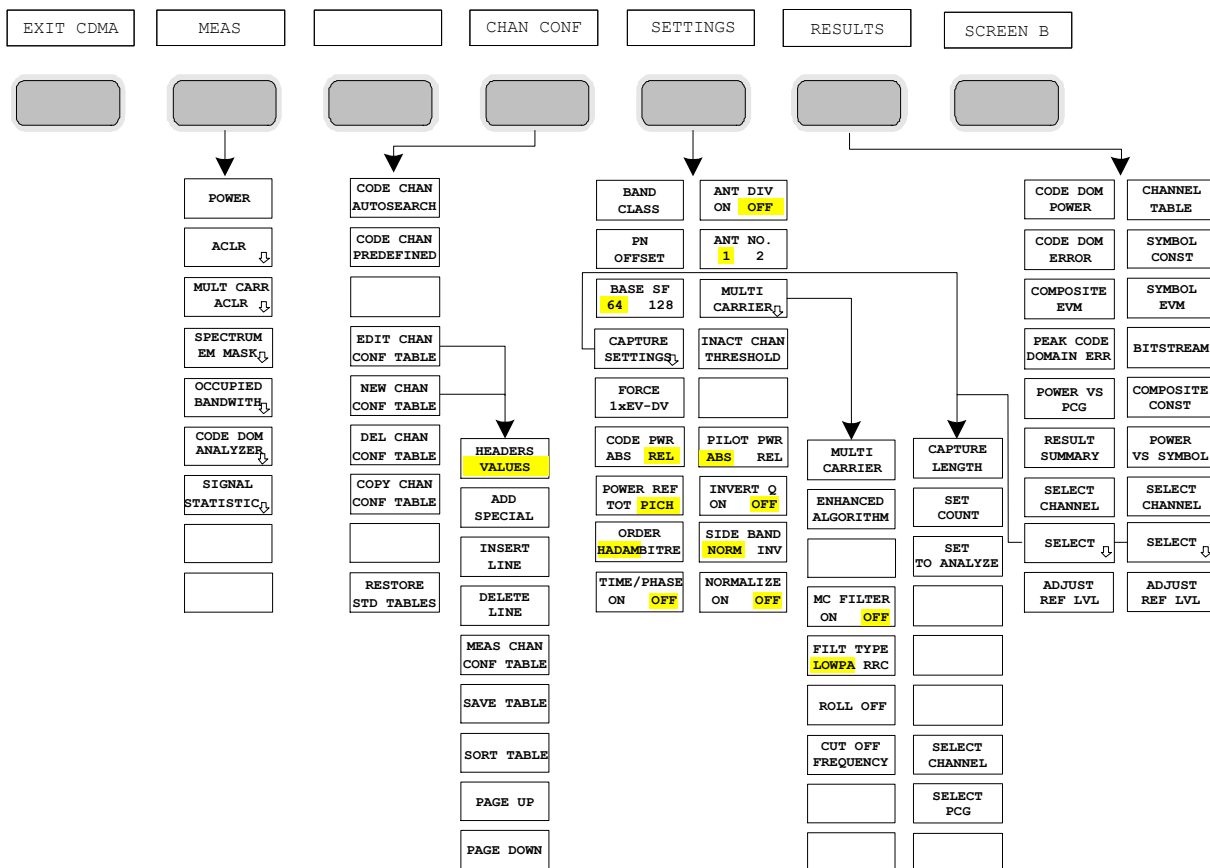 EXIT CDMA
MEAS
CHAN CONF
SETTINGS
RESULTS
SCREEN B
POWER
ACLR
MULT CARR
ACLR
SPECTRUM
EM MASK
OCCUPIED
BANDWITH
CODE DOM
ANALYZER
SIGNAL
STATISTIC
CODE CHAN
AUTOSEARCH
CODE CHAN
PREDEFINED
EDIT CHAN
CONF TABLE
NEW CHAN
CONF TABLE
DEL CHAN
CONF TABLE
COPY CHAN
CONF TABLE
RESTORE
STD TABLES
HEADERS
VALUES
ADD
SPECIAL
INSERT
LINE
DELETE
LINE
MEAS CHAN
CONF TABLE
SAVE TABLE
SORT TABLE
PAGE UP
PAGE DOWN
BAND
CLASS
PN
OFFSET
BASE SF
64 128
CAPTURE
SETTINGS
FORCE
1xEV-DV
CODE PWR
ABS REL
POWER REF
TOT PICH
ORDER
HADAMBITRE
TIME/PHASE
ON OFF
ANT DIV
ON OFF
ANT NO.
1 2
MULTI
CARRIER
INACT CHAN
THRESHOLD
PILOT PWR
ABS REL
INVERT Q
ON OFF
SIDE BAND
NORM INV
NORMALIZE
ON OFF
MULTI
CARRIER
ENHANCED
ALGORITHM
MC FILTER
ON OFF
FILT TYPE
LOWPA RRC
ROLL OFF
CUT OFF
FREQUENCY
CAPTURE
LENGTH
SET
COUNT
SET
TO ANALYZE
SELECT
CHANNEL
SELECT
PCG
CODE DOM
POWER
CODE DOM
ERROR
COMPOSITE
EVM
PEAK CODE
DOMAIN ERR
POWER VS
PCG
RESULT
SUMMARY
SELECT
CHANNEL
SELECT
ADJUST
REF LVL
CHANNEL
TABLE
SYMBOL
CONST
SYMBOL
EVM
BITSTREAM
COMPOSITE
CONST
POWER
VS SYMBOL
SELECT
CHANNEL
SELECT
ADJUST
REF LVL